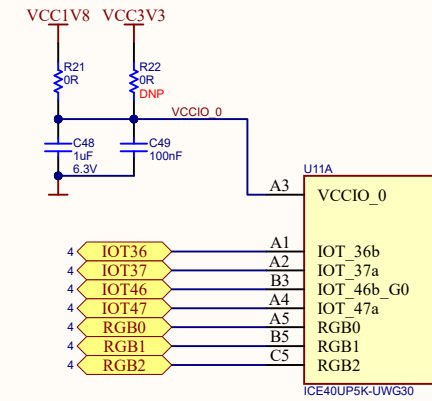 VCC1V8 VCC3V3
R21
0R
R22
0R
DNP
VCCIO_0
C48
1uF
6.3V
C49
100nF
U11A
A3 VCCIO_0
4 IOT36 A1 IOT_36b
4 IOT37 A2 IOT_37a
4 IOT46 B3 IOT_46b_G0
4 IOT47 A4 IOT_47a
4 RGB0 A5 RGB0
4 RGB1 B5 RGB1
4 RGB2 C5 RGB2
ICE40UP5K-UWG30